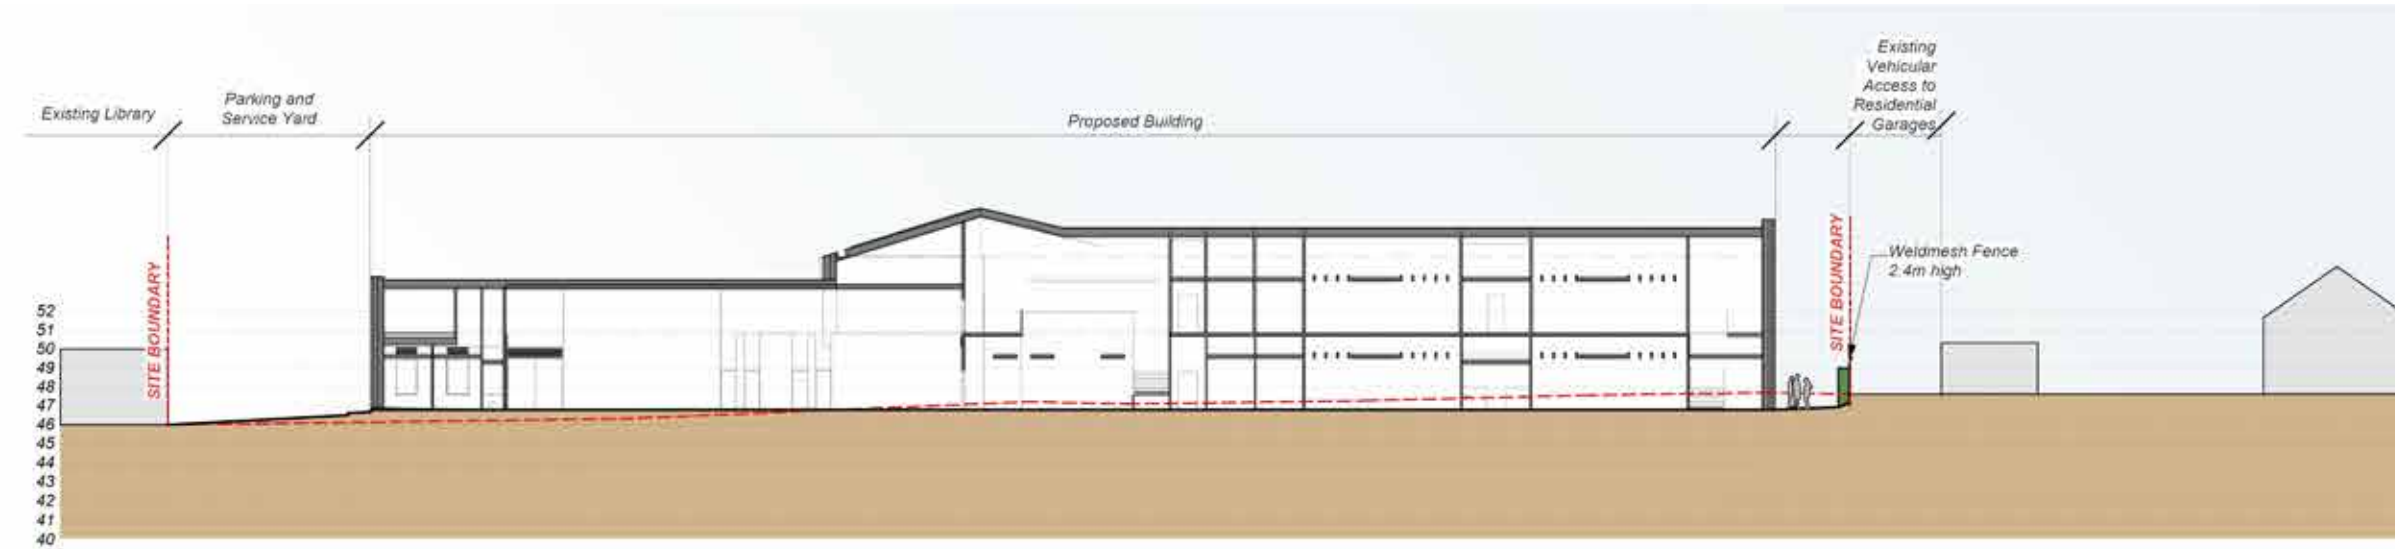 Existing Library
Parking and
Service Yard
Proposed Building
Existing
Vehicular
Access to
Residential
Garages
SITE BOUNDARY
SITE BOUNDARY
Weldmesh Fence
2.4m high
52
51
50
49
48
47
46
45
44
43
42
41
40